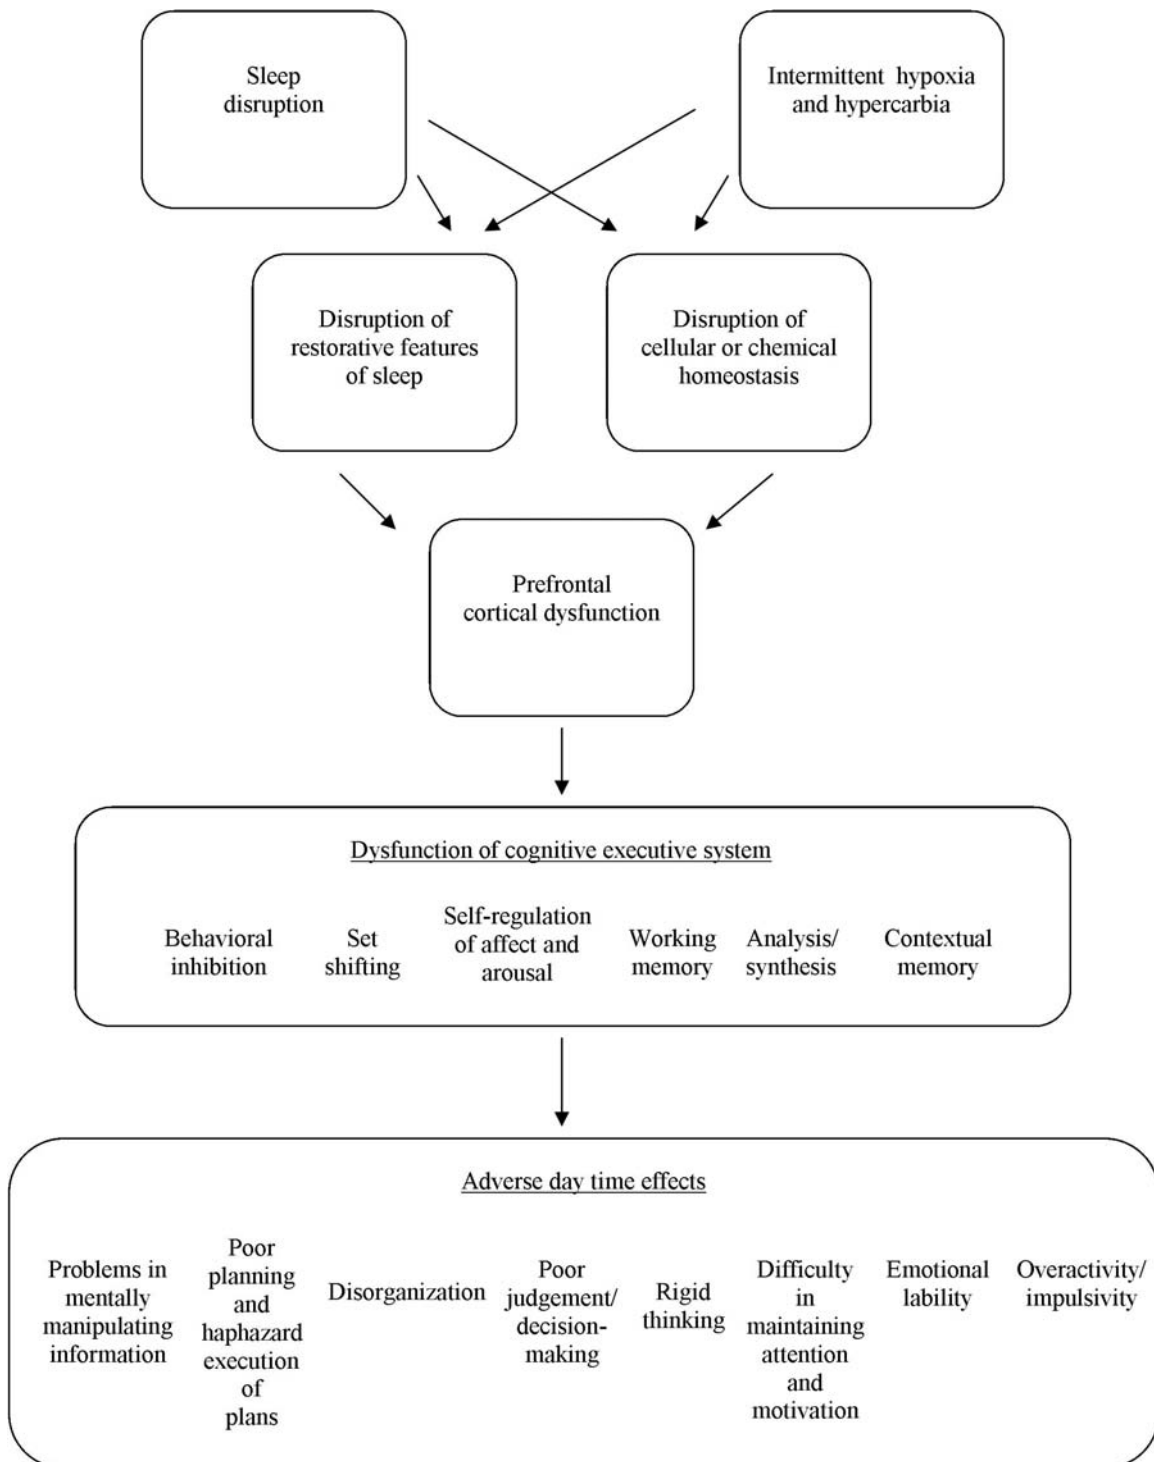 Sleep
disruption
Intermittent hypoxia
and hypercarbia
Disruption of
restorative features
of sleep
Disruption of
cellular or chemical
homeostasis
Prefrontal
cortical dysfunction
Dysfunction of cognitive executive system
Behavioral
inhibition
Set
shifting
Self-regulation
of affect and
arousal
Working
memory
Analysis/
synthesis
Contextual
memory
Adverse day time effects
Problems in
mentally
manipulating
information
Poor
planning
and
haphazard
execution
of
plans
Disorganization
Poor
judgement/
decision-
making
Rigid
thinking
Difficulty
in
maintaining
attention
and
motivation
Emotional
lability
Overactivity/
impulsivity